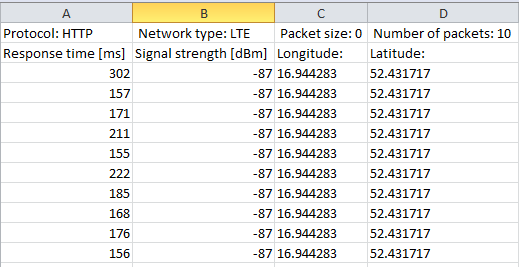 A B C D
Protocol: HTTP Network type: LTE Packet size: 0 Number of packets: 10
Response time [ms] Signal strength [dBm] Longitude: Latitude:
302 -87 16.944283 52.431717
157 -87 16.944283 52.431717
171 -87 16.944283 52.431717
211 -87 16.944283 52.431717
155 -87 16.944283 52.431717
222 -87 16.944283 52.431717
185 -87 16.944283 52.431717
168 -87 16.944283 52.431717
176 -87 16.944283 52.431717
156 -87 16.944283 52.431717